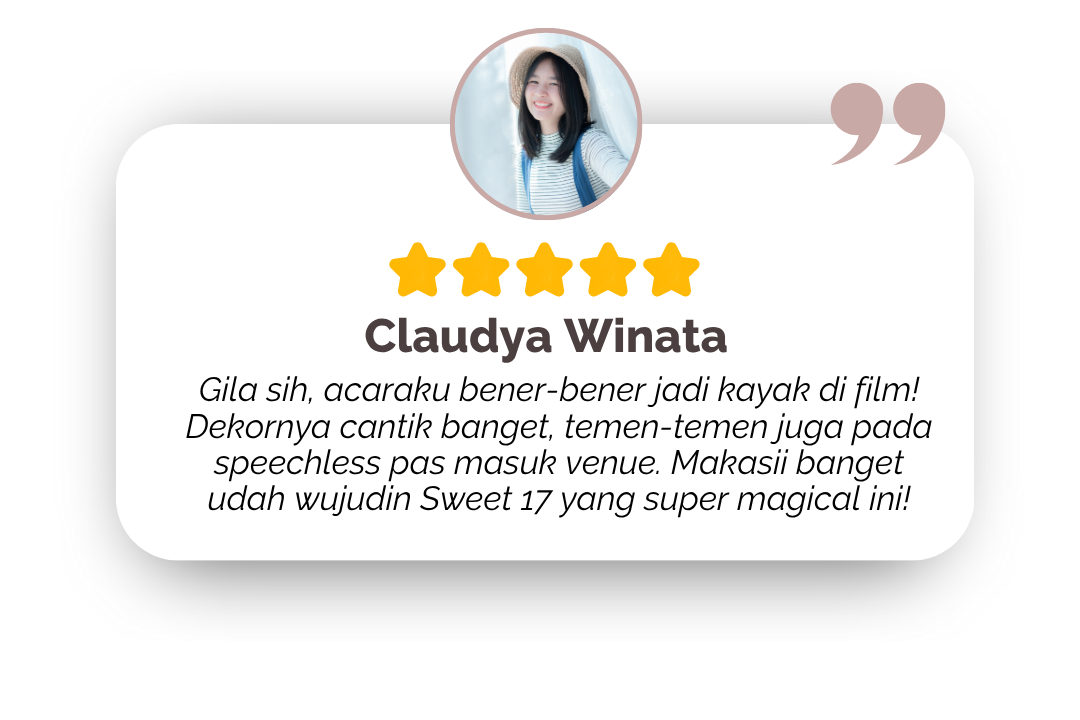 Claudya Winata
Gila sih, acaraku bener-bener jadi kayak di film!
Dekornya cantik banget, temen-temen juga pada
speechless pas masuk venue. Makasii banget
udah wujudin Sweet 17 yang super magical ini!